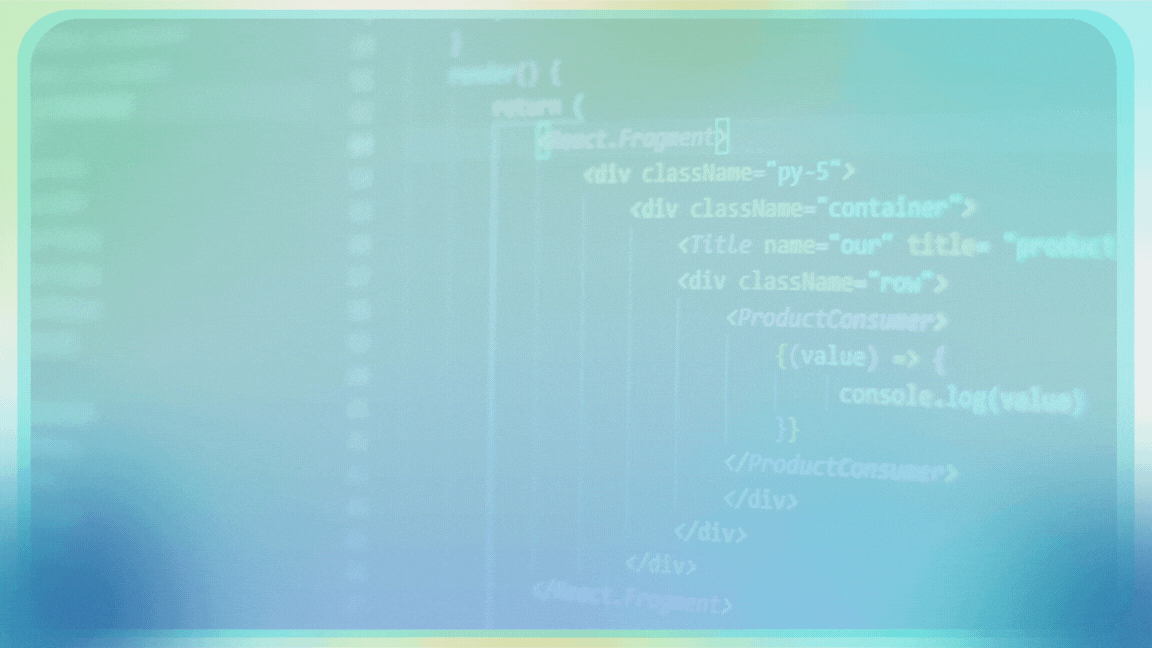 }
render() {
return (
<React.Fragment>
<div className="py-5">
<div className="container">
<Title name="our" title= "product
<div className="row">
<ProductConsumer>
{(value) => {
console.log(value)
}}
</ProductConsumer>
</div>
</div>
</div>
</React.Fragment>